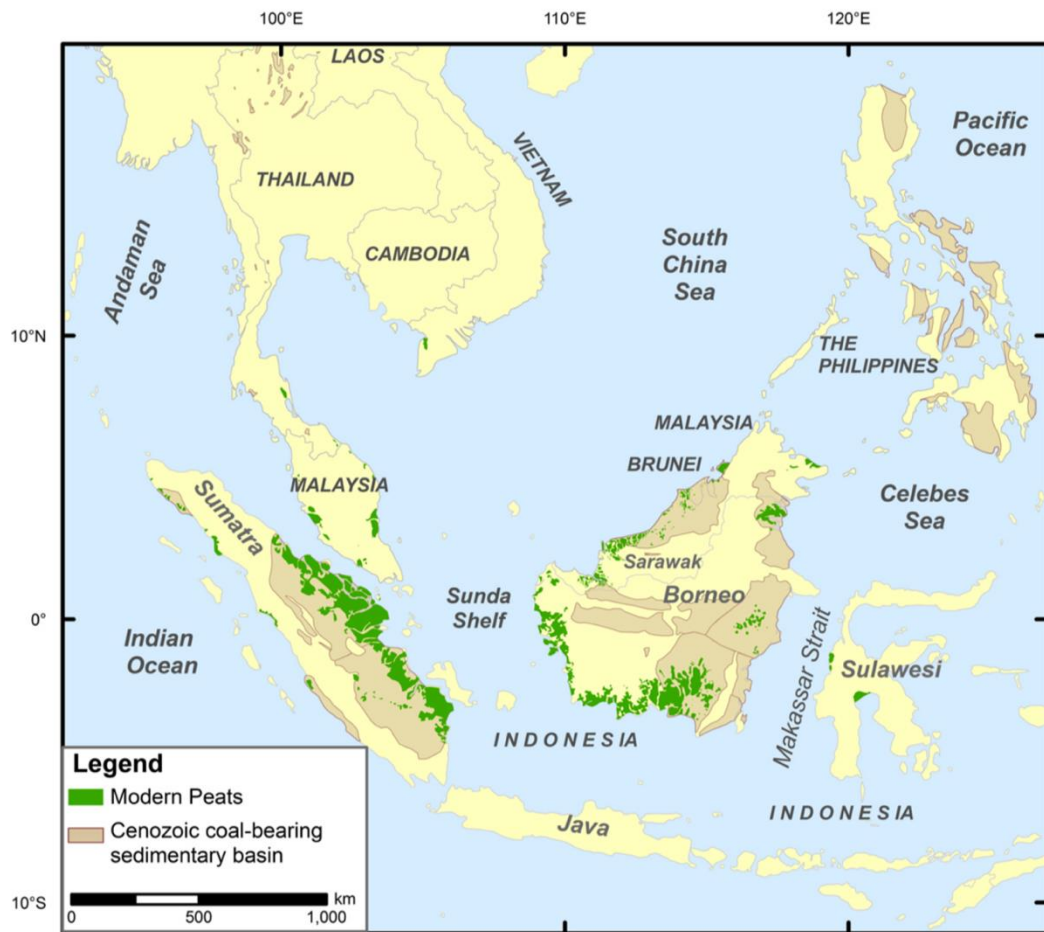 100°E
110°E
120°E
LAOS
Pacific
Ocean
VIETNAM
THAILAND
Andaman
Sea
CAMBODIA
South
China
Sea
10°N
THE
PHILIPPINES
MALAYSIA
BRUNEI
MALAYSIA
Sumatra
Celebes
Sea
Sarawak
Borneo
Sunda
Shelf
0°
Indian
Ocean
Makassar Strait
Sulawesi
INDONESIA
INDONESIA
Java
Legend
Modern Peats
Cenozoic coal-bearing
sedimentary basin
km
0 500 1,000
10°S